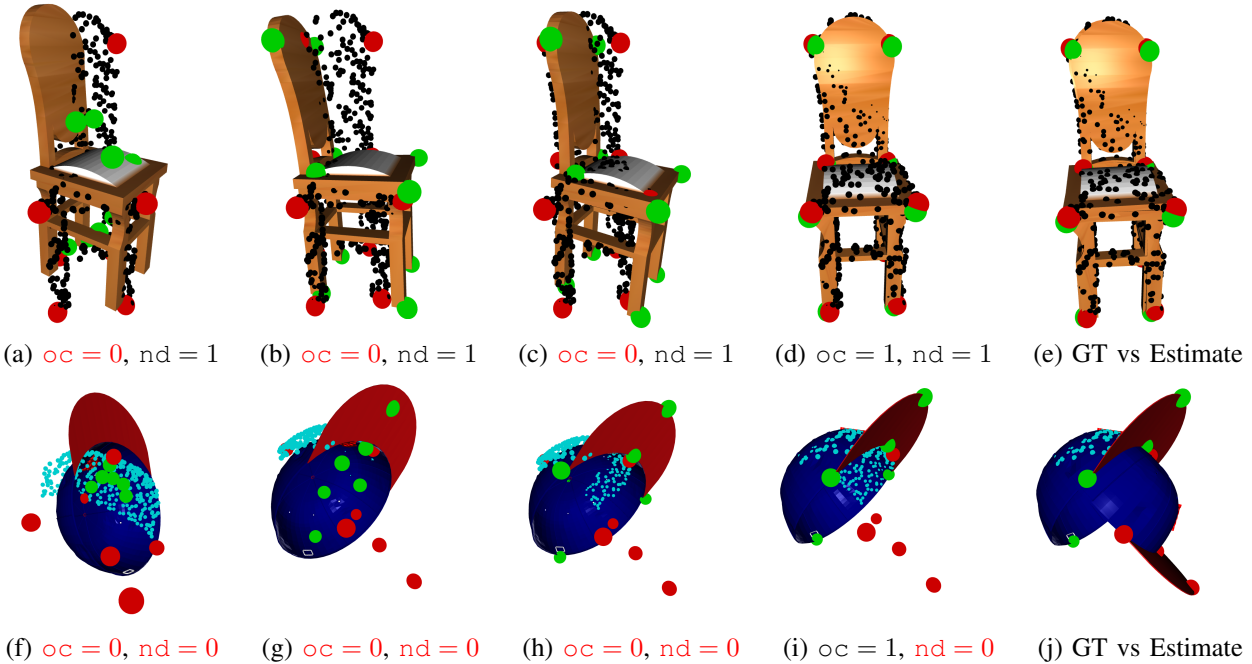 (a) oc = 0, nd = 1 (b) oc = 0, nd = 1 (c) oc = 0, nd = 1 (d) oc = 1, nd = 1 (e) GT vs Estimate
(f) oc = 0, nd = 0 (g) oc = 0, nd = 0 (h) oc = 0, nd = 0 (i) oc = 1, nd = 0 (j) GT vs Estimate